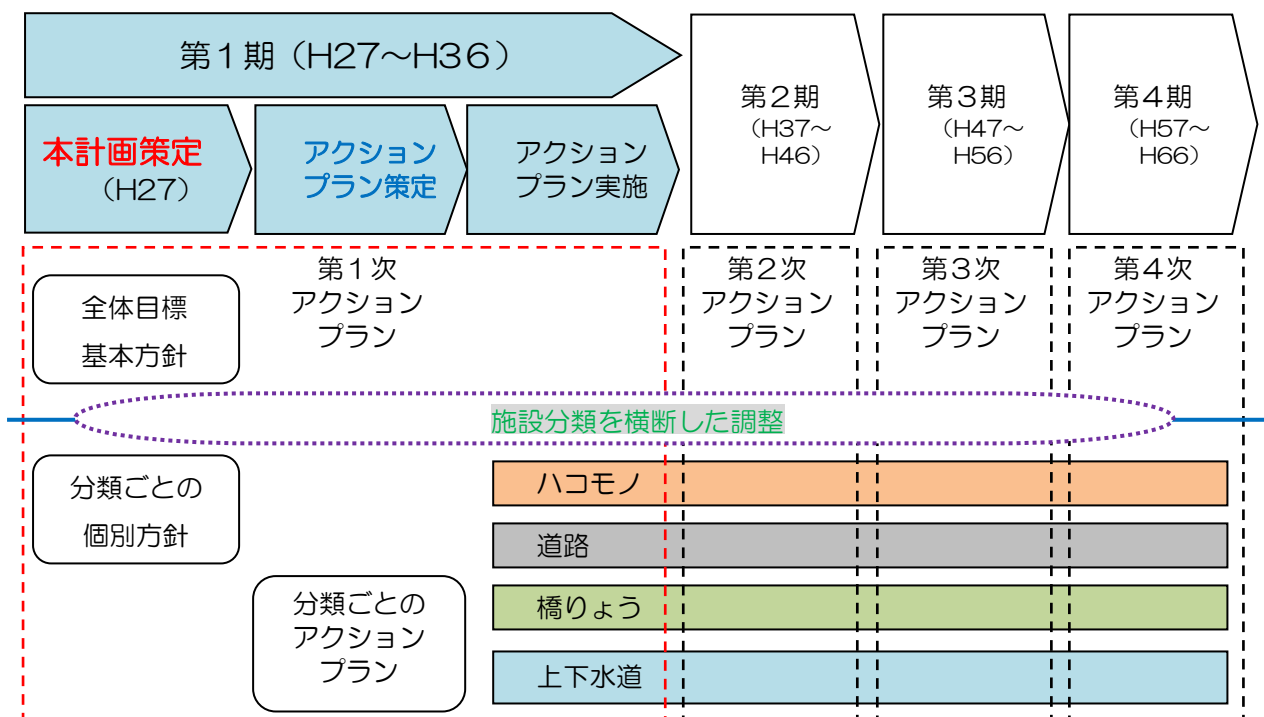 第1期（H27～H36）
第2期
（H37～
H46）
第3期
（H47～
H56）
第4期
（H57～
H66）
本計画策定
（H27）
アクション
プラン策定
アクション
プラン実施
全体目標
基本方針
第1次
アクション
プラン
第2次
アクション
プラン
第3次
アクション
プラン
第4次
アクション
プラン
施設分類を横断した調整
分類ごとの
個別方針
分類ごとの
アクション
プラン
ハコモノ
道路
橋りょう
上下水道